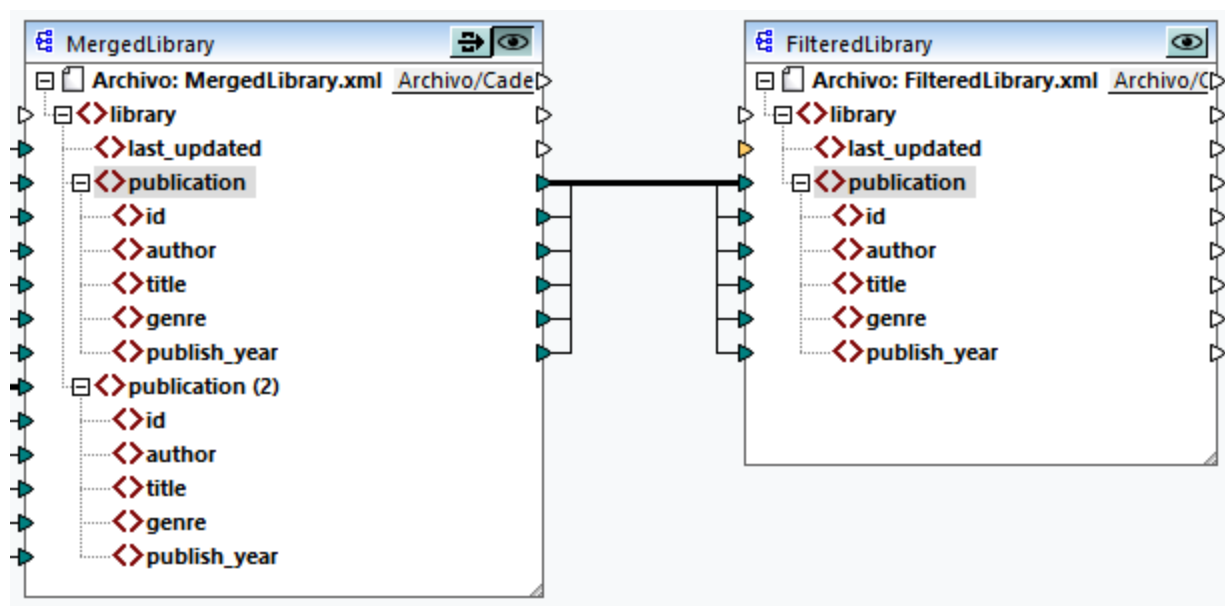 MergedLibrary
Archivo: MergedLibrary.xml Archivo/Cade
library
last_updated
publication
id
author
title
genre
publish_year
publication (2)
id
author
title
genre
publish_year
FilteredLibrary
Archivo: FilteredLibrary.xml Archivo/C
library
last_updated
publication
id
author
title
genre
publish_year